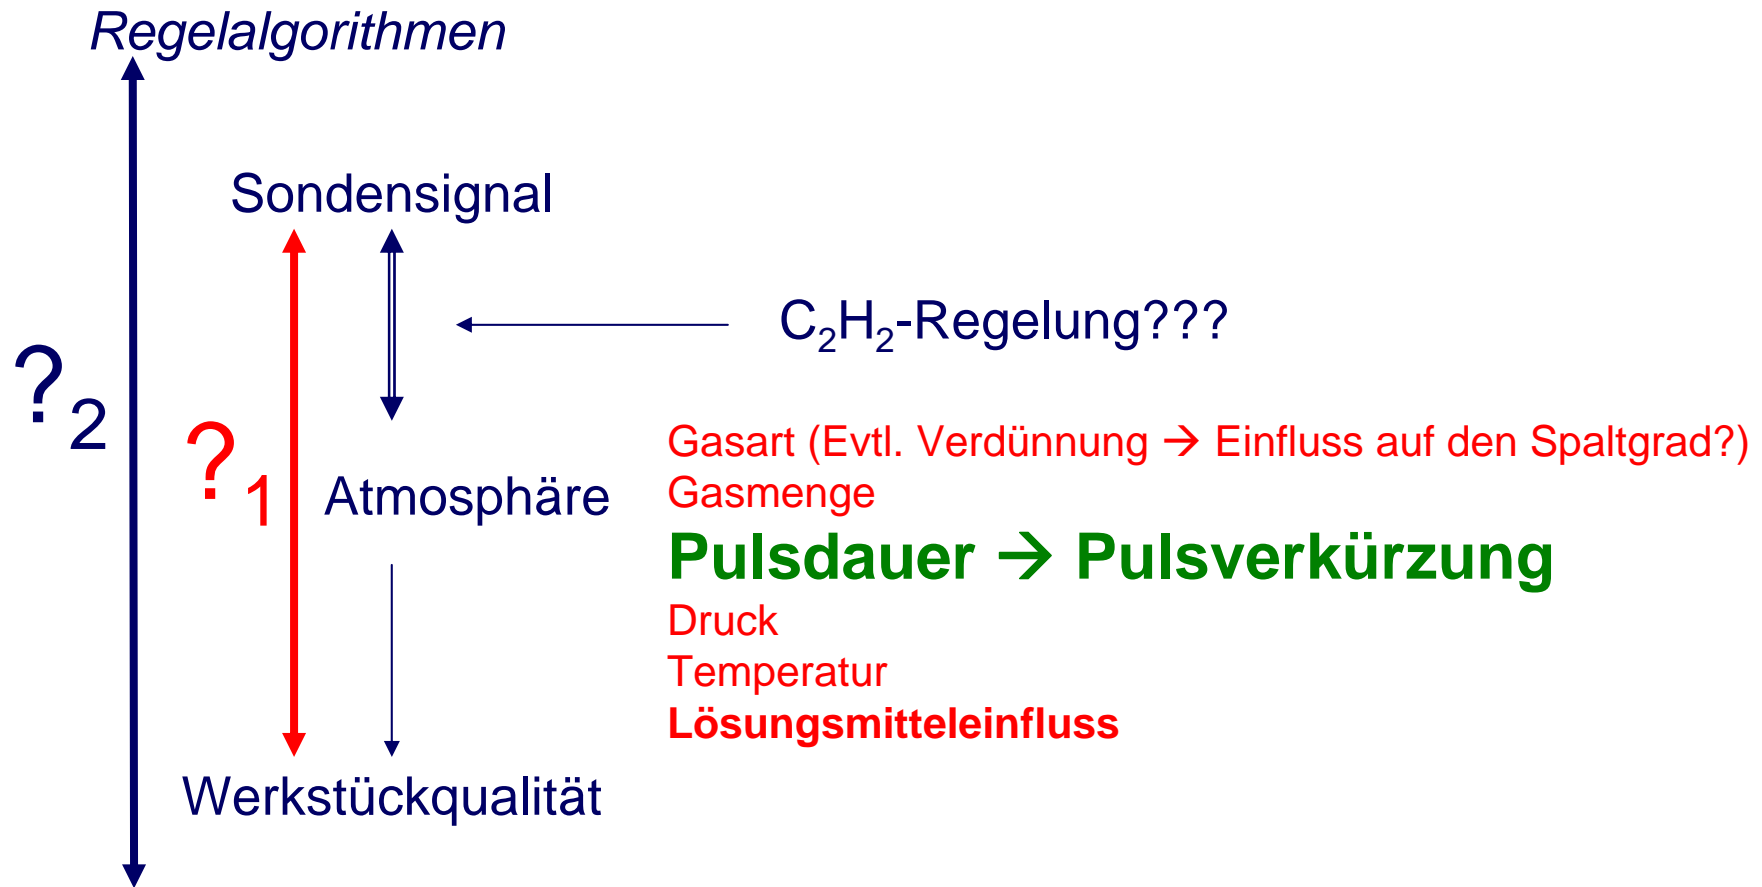 Regelalgorithmen
Sondensignal
C₂H₂-Regelung???
?₂
?₁
Atmosphäre
Gasart (Evtl. Verdünnung → Einfluss auf den Spaltgrad?)
Gasmenge
Pulsdauer → Pulsverkürzung
Druck
Temperatur
Lösungsmitteleinfluss
Werkstückqualität